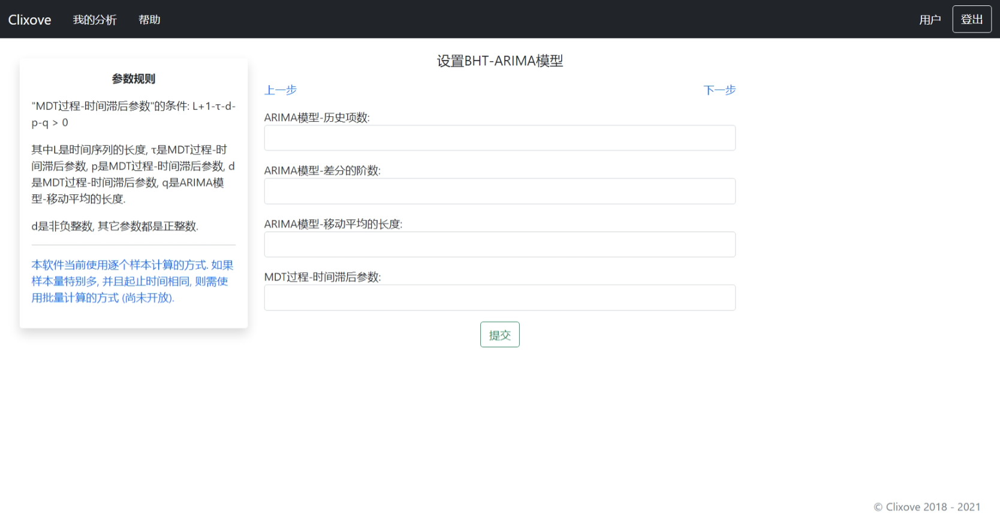 Clixove 我的分析 帮助 用户 登出
参数规则
"MDT过程-时间滞后参数"的条件: L+1-τ-d-
p-q > 0
其中L是时间序列的长度, τ是MDT过程-时
间滞后参数, p是MDT过程-时间滞后参数, d
是MDT过程-时间滞后参数, q是ARIMA模
型-移动平均的长度.
d是非负整数, 其它参数都是正整数.
本软件当前使用逐个样本计算的方式. 如果
样本量特别多, 并且起止时间相同, 则需使
用批量计算的方式 (尚未开放).
设置BHT-ARIMA模型
上一步 下一步
ARIMA模型-历史项数:
ARIMA模型-差分的阶数:
ARIMA模型-移动平均的长度:
MDT过程-时间滞后参数:
提交
© Clixove 2018 - 2021